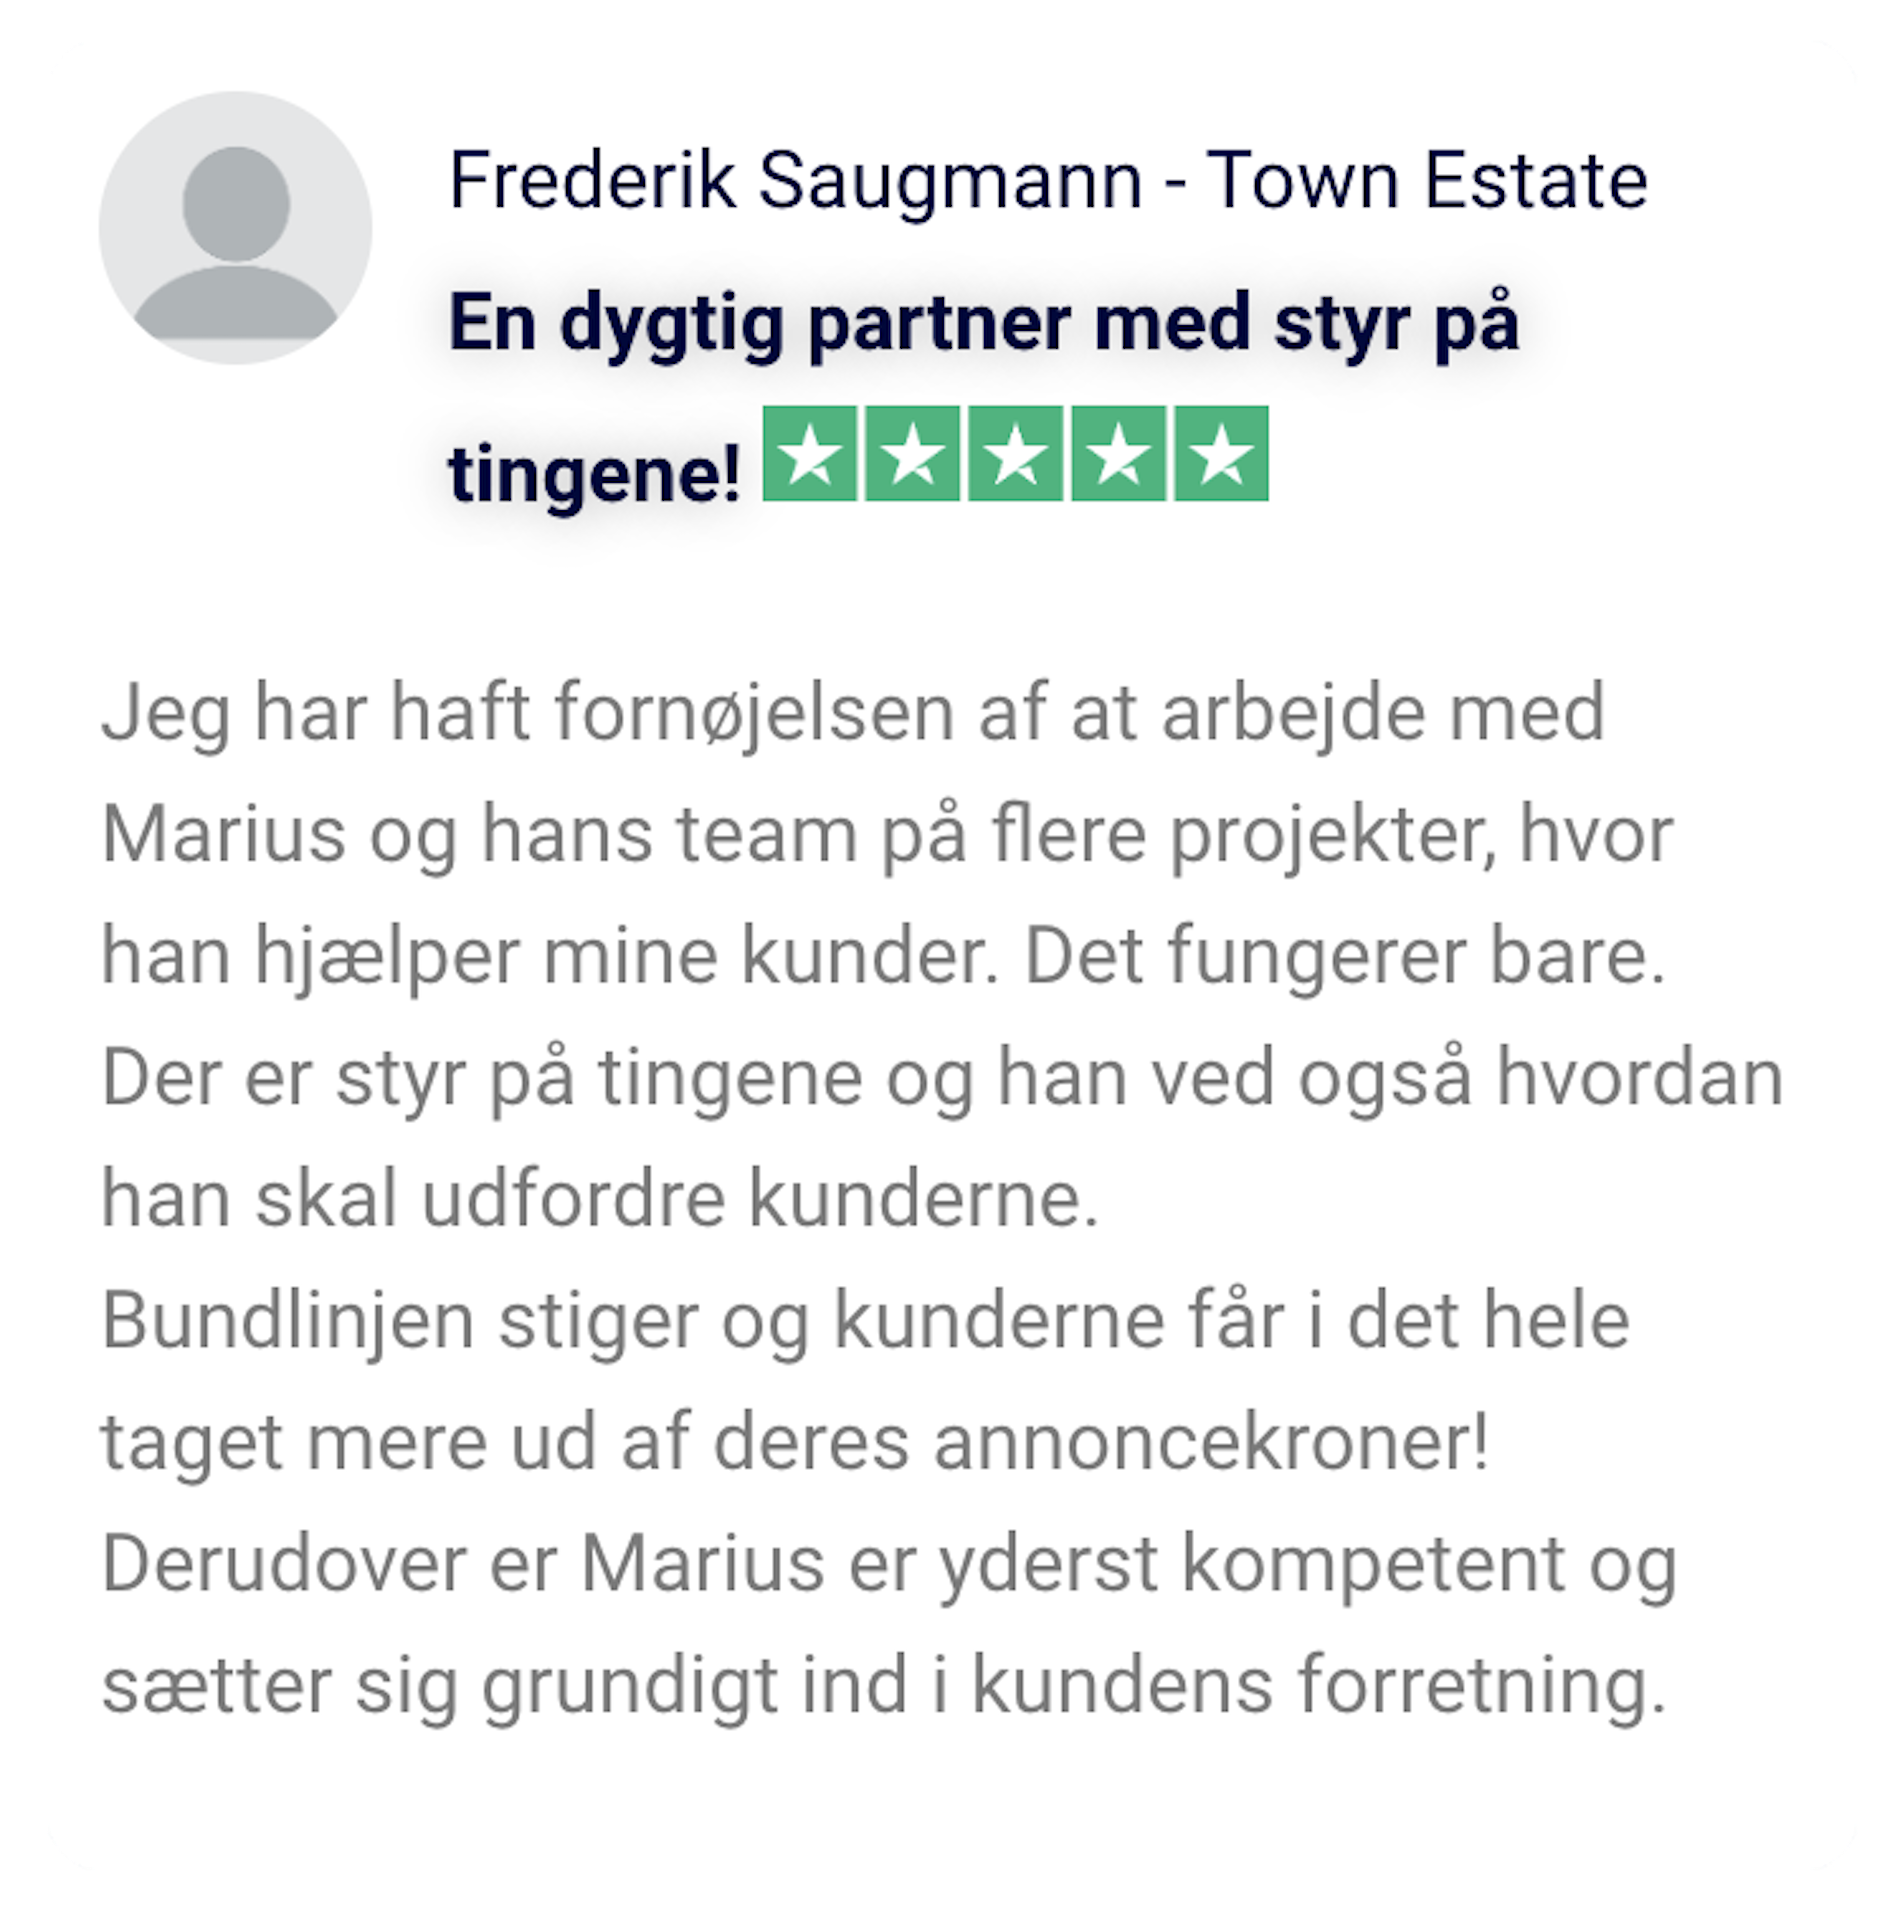 Frederik Saugmann - Town Estate
En dygtig partner med styr på
tingene!
Jeg har haft fornøjelsen af at arbejde med
Marius og hans team på flere projekter, hvor
han hjælper mine kunder. Det fungerer bare.
Der er styr på tingene og han ved også hvordan
han skal udfordre kunderne.
Bundlinjen stiger og kunderne får i det hele
taget mere ud af deres annoncekroner!
Derudover er Marius er yderst kompetent og
sætter sig grundigt ind i kundens forretning.